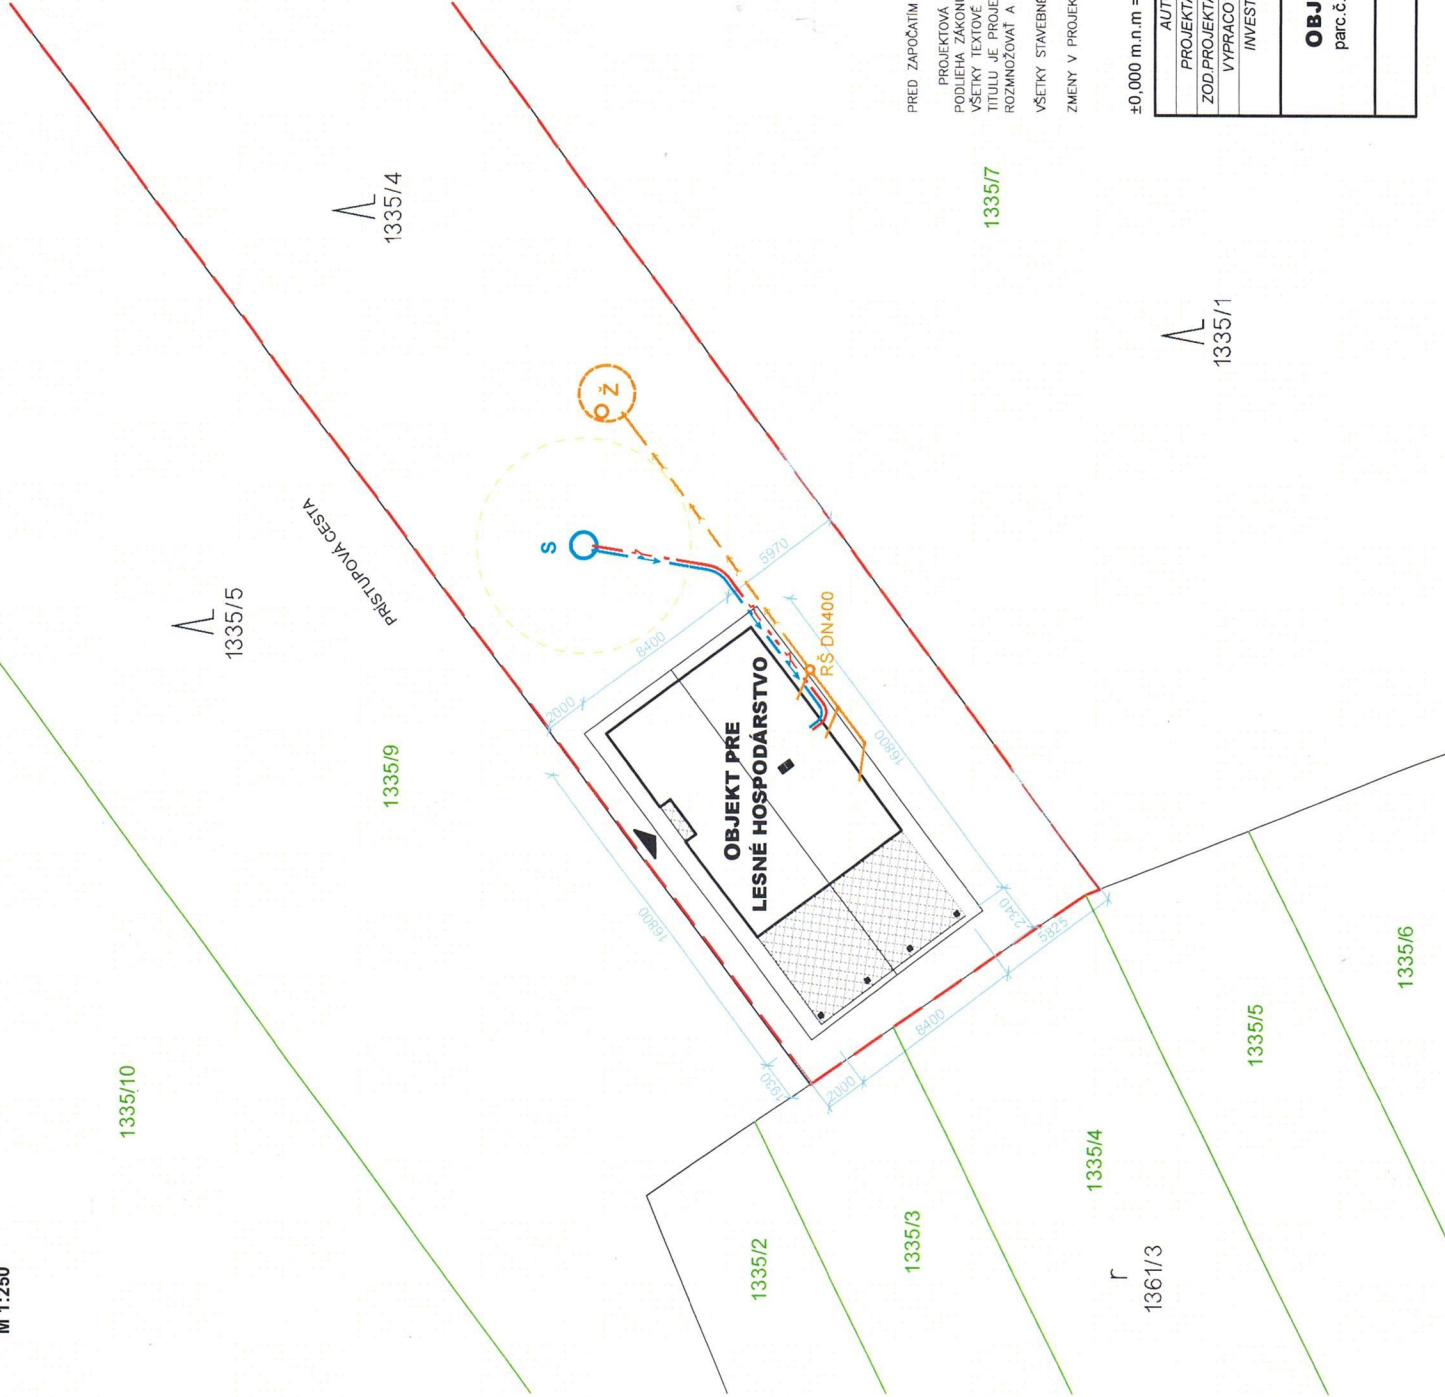 M 1:250
1335/10
1335/5
1335/9
PRÍSTUPOVÁ CESTA
1335/4
S
Ž
RŠ DN400
OBJEKT PRE
LESNÉ HOSPODÁRSTVO
2000
8400
5970
16800
16800
2340
5825
8400
2000
1930
1335/7
1335/1
1335/2
1335/3
1335/4
1335/5
1335/6
r
1361/3
PRED ZAPOČATÍM
PROJEKTOVÁ
PODLIEHA ZÁKON
VŠETKY TEXTOVÉ
TITULU JE PROJE
ROZMNOŽOVAŤ A
VŠETKY STAVEBN
ZMENY V PROJEK
±0,000 m.n.m =
AUT
PROJEKTA
ZOD.PROJEKTA
VYPRACO
INVEST
OBJ
parc.č.